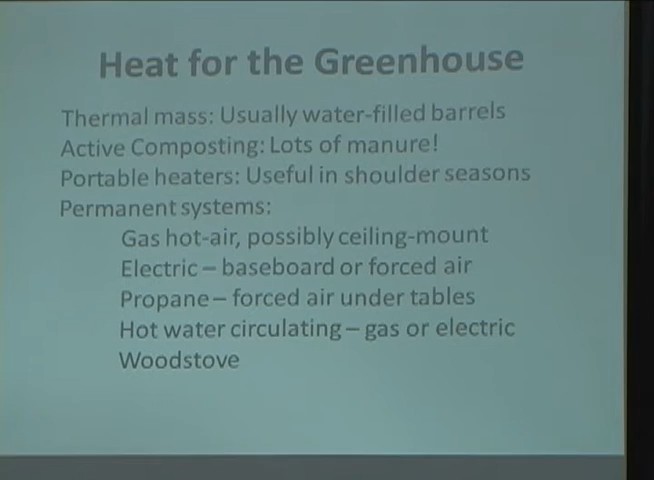 Heat for the Greenhouse
Thermal mass: Usually water-filled barrels
Active Composting: Lots of manure!
Portable heaters: Useful in shoulder seasons
Permanent systems:
Gas hot-air, possibly ceiling-mount
Electric – baseboard or forced air
Propane – forced air under tables
Hot water circulating – gas or electric
Woodstove